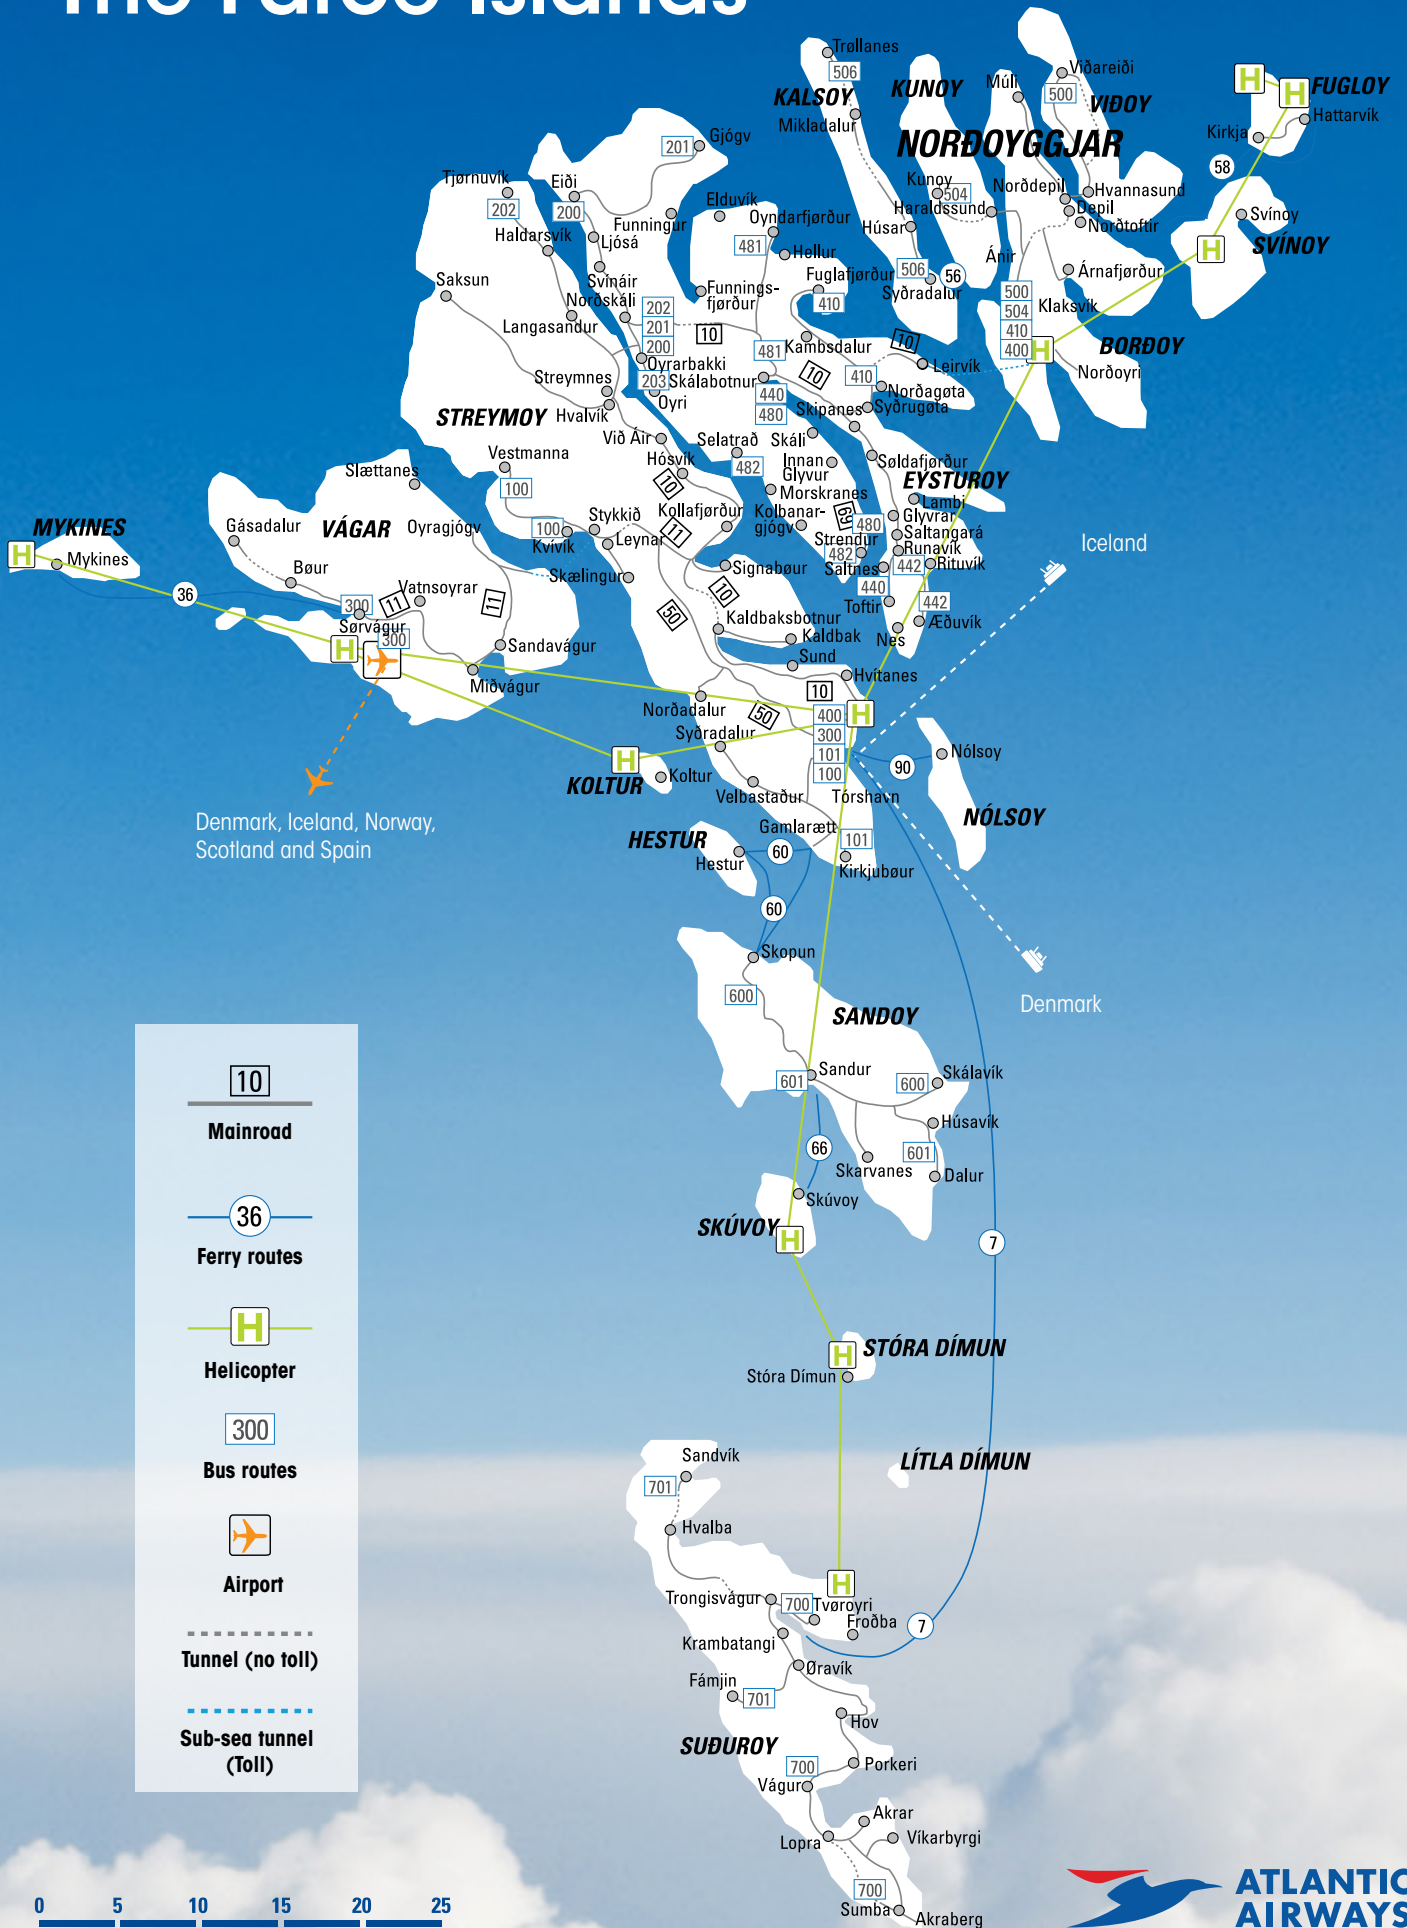 The Faroe Islands
Trøllanes
506
KALSOY
Mikladalur
KUNOY
Múli
Viðareiði
500
VIÐOY
FUGLOY
Hattarvík
Kirkja
58
NORÐOYGGJAR
Gjógv
201
Tjørnuvík
202
Eiði
200
Haldarsvík
Funningur
Ljósá
Elduvík
Oyndarfjørður
481
Hellur
Kunoy
504
Haraldssund
Norðdepil
Hvannasund
Depil
Norðtoftir
Svínoy
SVÍNOY
Húsar
Ánir
Árnafjørður
Saksun
Svínáir
Norðskáli
Langasandur
Funnings-
fjørður
Fuglafjørður
410
506
56
Syðradalur
500
504
410
400
Klaksvík
BORÐOY
Norðoyri
202
201
200
10
481
Kambsdalur
10
Leirvík
Oyrarbakki
203
Skálabotnur
Oyri
440
480
10
410
Norðagøta
Syðrugøta
Skipanes
Streymnes
Hvalvík
STREYMOY
Við Áir
Selatrað
482
Skáli
Innan
Glyvur
Søldafjørður
EYSTUROY
Vestmanna
100
Hósvík
10
Morskranes
Kolbanar-
gjógv
69
Lambi
Glyvrar
480
Saltangará
Runavík
Strendur
482
Saltnes
442
Rituvík
440
Toftir
442
Æðuvík
Nes
Slættanes
VÁGAR
Oyragjógv
100
Kvívík
Stykkið
Leynar
Kollafjørður
11
Skælingur
Signabøur
10
50
Kaldbaksbotnur
Kaldbak
Sund
Hvítanes
MYKINES
H
Mykines
36
Gásadalur
Bøur
Vatnsoyrar
300
11
11
Sørvágur
300
H
Sandavágur
Miðvágur
Iceland
Norðadalur
10
50
400
300
101
100
H
Syðradalur
Velbastaður
Tórshavn
90
Nólsoy
NÓLSOY
H
Koltur
KOLTUR
Denmark, Iceland, Norway,
Scotland and Spain
Gamlarætt
101
Kirkjubøur
HESTUR
Hestur
60
60
Skopun
600
SANDOY
Denmark
Sandur
601
600
Skálavík
Húsavík
601
Dalur
Skarvanes
66
Skúvoy
SKÚVOY
H
7
H
STÓRA DÍMUN
Stóra Dímun
LÍTLA DÍMUN
Sandvík
701
Hvalba
H
Trongisvágur
700
Tvøroyri
Froðba
7
Krambatangi
Øravík
Fámjin
701
Hov
SUÐUROY
700
Vágur
Porkeri
Akrar
Lopra
Víkarbyrgi
700
Sumba
Akraberg
H
H
H
H
10
Mainroad
36
Ferry routes
H
Helicopter
300
Bus routes
Airport
Tunnel (no toll)
Sub-sea tunnel
(Toll)
0 5 10 15 20 25
ATLANTIC
AIRWAYS